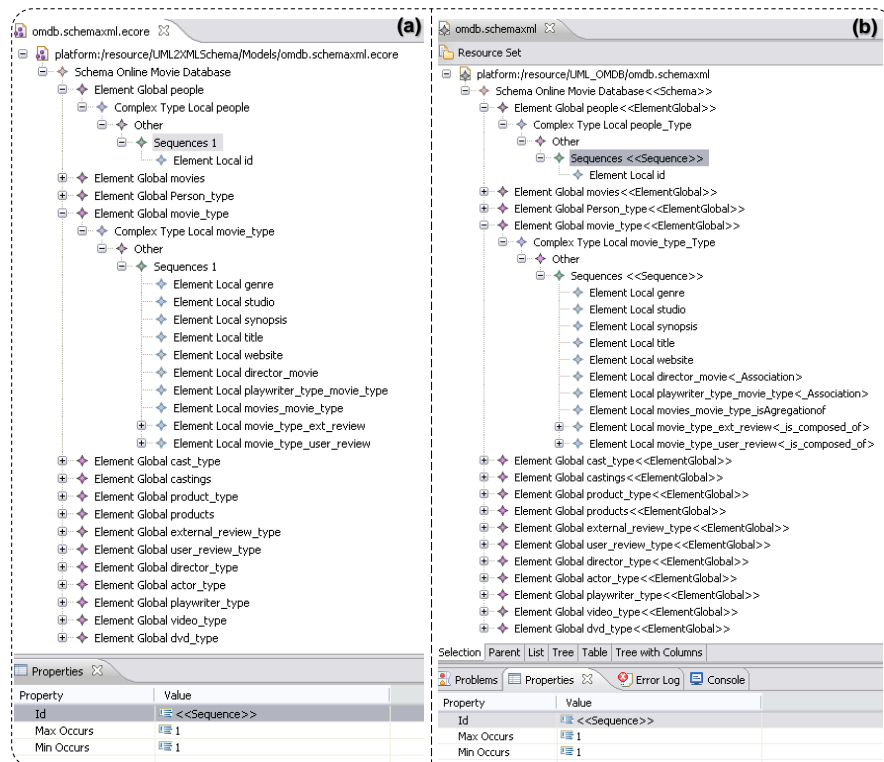 omdb.schemaxml.ecore
(a)
platform:/resource/UML2XMLSchema/Models/omdb.schemaxml.ecore
Schema Online Movie Database
Element Global people
Complex Type Local people
Other
Sequences 1
Element Local id
Element Global movies
Element Global Person_type
Element Global movie_type
Complex Type Local movie_type
Other
Sequences 1
Element Local genre
Element Local studio
Element Local synopsis
Element Local title
Element Local website
Element Local director_movie
Element Local playwriter_type_movie_type
Element Local movies_movie_type
Element Local movie_type_ext_review
Element Local movie_type_user_review
Element Global cast_type
Element Global castings
Element Global product_type
Element Global products
Element Global external_review_type
Element Global user_review_type
Element Global director_type
Element Global actor_type
Element Global playwriter_type
Element Global video_type
Element Global dvd_type
Properties
Property Value
Id <<Sequence>>
Max Occurs 1
Min Occurs 1
omdb.schemaxml
(b)
Resource Set
platform:/resource/UML_OMDB/omdb.schemaxml
Schema Online Movie Database<<Schema>>
Element Global people<<ElementGlobal>>
Complex Type Local people_Type
Other
Sequences <<Sequence>>
Element Local id
Element Global movies<<ElementGlobal>>
Element Global Person_type<<ElementGlobal>>
Element Global movie_type<<ElementGlobal>>
Complex Type Local movie_type_Type
Other
Sequences <<Sequence>>
Element Local genre
Element Local studio
Element Local synopsis
Element Local title
Element Local website
Element Local director_movie<_Association>
Element Local playwriter_type_movie_type<_Association>
Element Local movies_movie_type_isAgregationof
Element Local movie_type_ext_review<_is_composed_of>
Element Local movie_type_user_review<_is_composed_of>
Element Global cast_type<<ElementGlobal>>
Element Global castings<<ElementGlobal>>
Element Global product_type<<ElementGlobal>>
Element Global products<<ElementGlobal>>
Element Global external_review_type<<ElementGlobal>>
Element Global user_review_type<<ElementGlobal>>
Element Global director_type<<ElementGlobal>>
Element Global actor_type<<ElementGlobal>>
Element Global playwriter_type<<ElementGlobal>>
Element Global video_type<<ElementGlobal>>
Element Global dvd_type<<ElementGlobal>>
Selection Parent List Tree Table Tree with Columns
Problems Properties Error Log Console
Property Value
Id <<Sequence>>
Max Occurs 1
Min Occurs 1